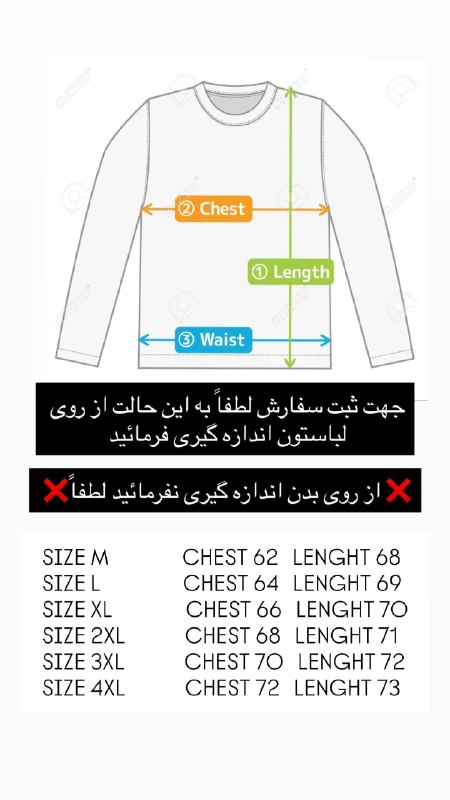 ② Chest
① Length
③ Waist
جهت ثبت سفارش لطفاً به این حالت از روی
لباستون اندازه گیری فرمائید
❌ از روی بدن اندازه گیری نفرمائید لطفاً❌
SIZE M CHEST 62 LENGHT 68
SIZE L CHEST 64 LENGHT 69
SIZE XL CHEST 66 LENGHT 70
SIZE 2XL CHEST 68 LENGHT 71
SIZE 3XL CHEST 70 LENGHT 72
SIZE 4XL CHEST 72 LENGHT 73